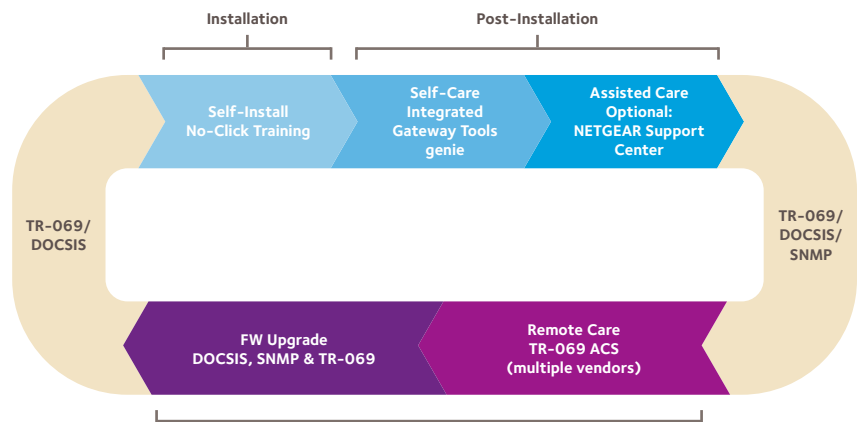 Installation
Post-Installation
Self-Install
No-Click Training
Self-Care
Integrated
Gateway Tools
genie
Assisted Care
Optional:
NETGEAR Support
Center
TR-069/
DOCSIS
TR-069/
DOCSIS/
SNMP
FW Upgrade
DOCSIS, SNMP & TR-069
Remote Care
TR-069 ACS
(multiple vendors)